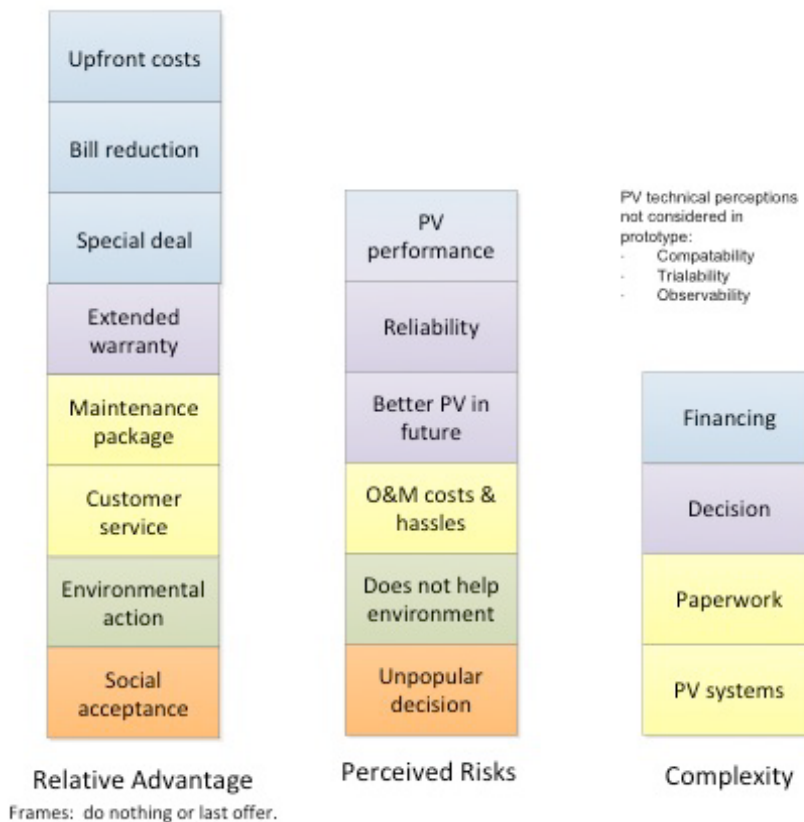 Upfront costs
Bill reduction
Special deal
Extended
warranty
Maintenance
package
Customer
service
Environmental
action
Social
acceptance
Relative Advantage
Frames: do nothing or last offer.
PV
performance
Reliability
Better PV in
future
O&M costs &
hassles
Does not help
environment
Unpopular
decision
Perceived Risks
PV technical perceptions
not considered in
prototype:
· Compatability
· Trialability
· Observability
Financing
Decision
Paperwork
PV systems
Complexity